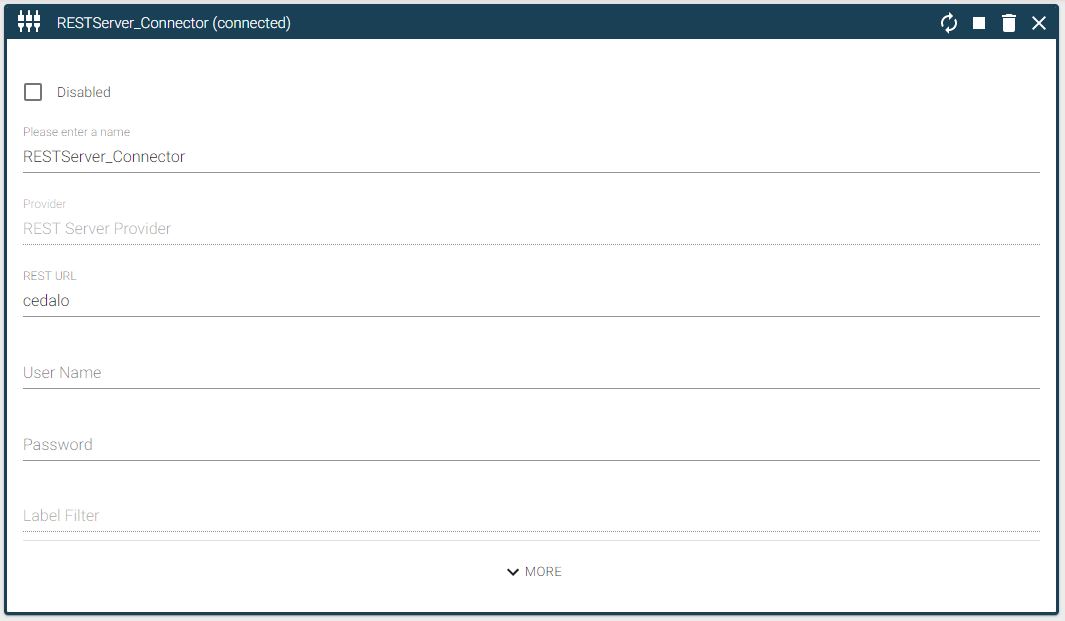 RESTServer_Connector (connected)
Disabled
Please enter a name
RESTServer_Connector
Provider
REST Server Provider
REST URL
cedalo
User Name
Password
Label Filter
MORE